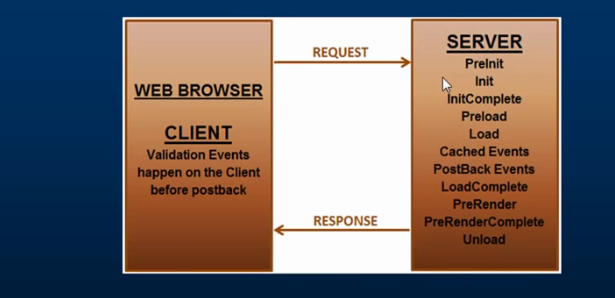 WEB BROWSER
CLIENT
Validation Events
happen on the Client
before postback
REQUEST
RESPONSE
SERVER
PreInit
Init
InitComplete
Preload
Load
Cached Events
PostBack Events
LoadComplete
PreRender
PreRenderComplete
Unload